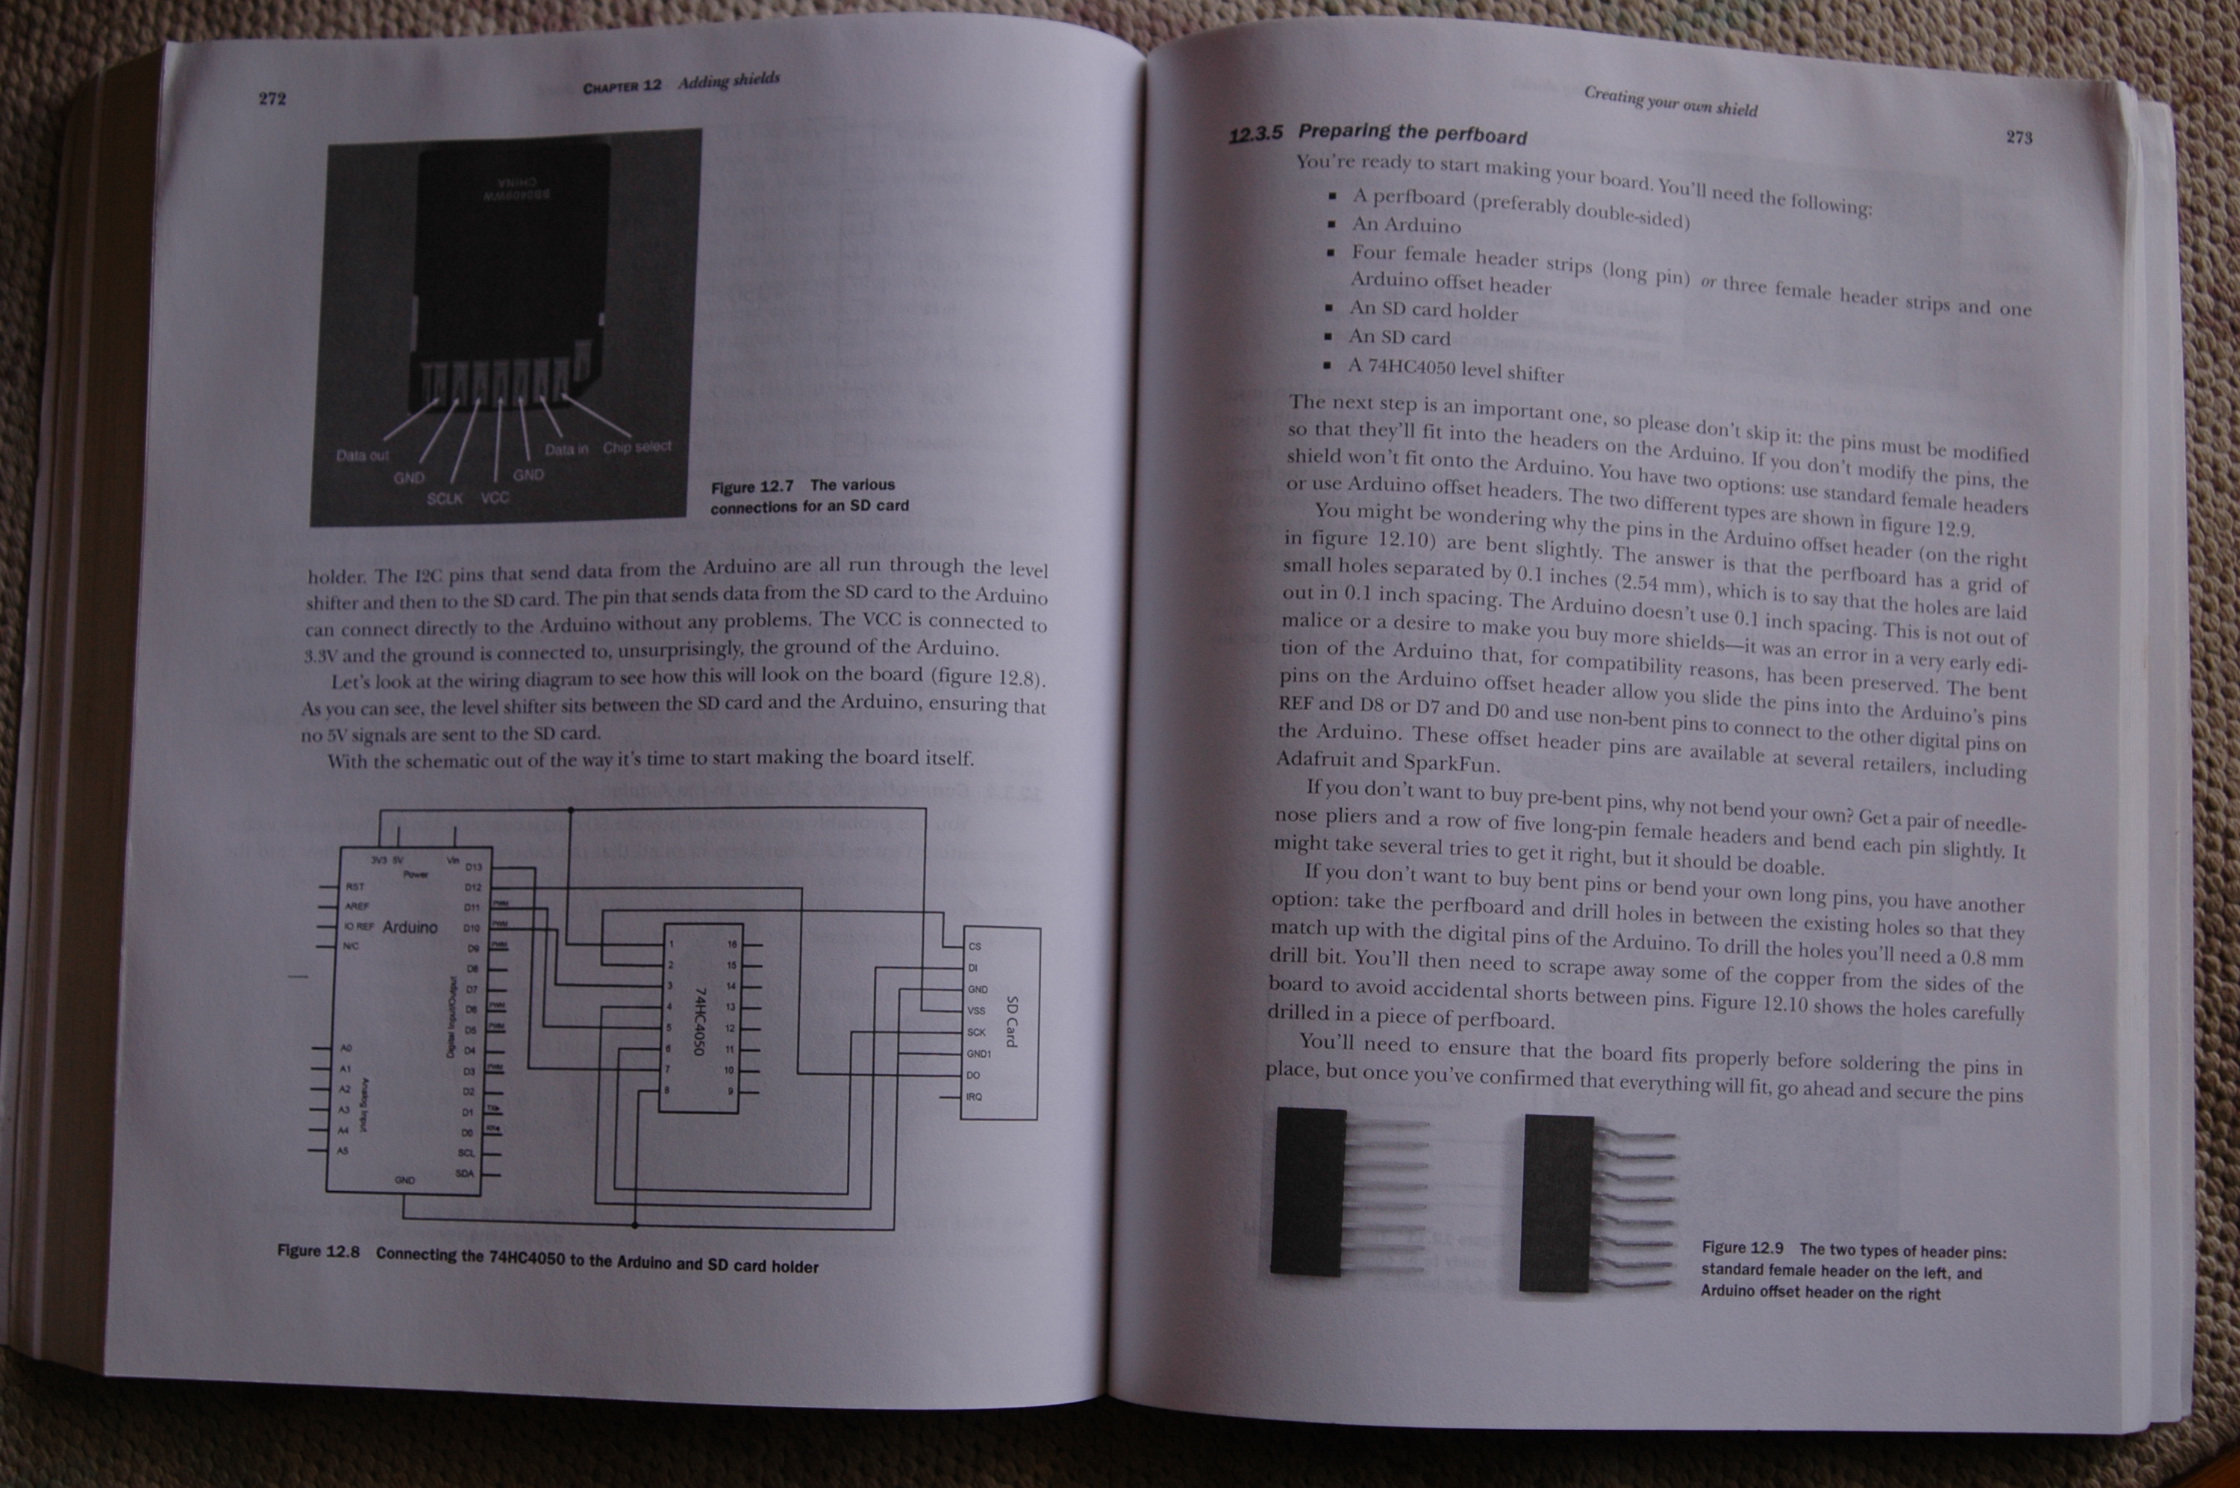 272
CHAPTER 12 Adding shields
CHINA
Data out
GND
SCLK
VCC
GND
Data in
Chip select
Figure 12.7 The various
connections for an SD card
holder. The I2C pins that send data from the Arduino are all run through the level
shifter and then to the SD card. The pin that sends data from the SD card to the Arduino
can connect directly to the Arduino without any problems. The VCC is connected to
3.3V and the ground is connected to, unsurprisingly, the ground of the Arduino.
Let's look at the wiring diagram to see how this will look on the board (figure 12.8).
As you can see, the level shifter sits between the SD card and the Arduino, ensuring that
no 5V signals are sent to the SD card.
With the schematic out of the way it's time to start making the board itself.
3V3 5V Vin
Power
RST
AREF
IO REF
N/C
Arduino
A0
A1
A2
A3
A4
A5
Analog Input
Digital Input/Output
D13
D12
D11
D10
D9
D8
D7
D6
D5
D4
D3
D2
D1
D0
SCL
SDA
PWM
PWM
PWM
PWM
PWM
PWM
GND
74HC4050
1
2
3
4
5
6
7
8
16
15
14
13
12
11
10
9
CS
DI
GND
VSS
SCK
GND1
DO
IRQ
SD Card
Figure 12.8 Connecting the 74HC4050 to the Arduino and SD card holder
Creating your own shield
273
12.3.5 Preparing the perfboard
You're ready to start making your board. You'll need the following:
■ A perfboard (preferably double-sided)
■ An Arduino
■ Four female header strips (long pin) or three female header strips and one
Arduino offset header
■ An SD card holder
■ An SD card
■ A 74HC4050 level shifter
The next step is an important one, so please don't skip it: the pins must be modified
so that they'll fit into the headers on the Arduino. If you don't modify the pins, the
shield won't fit onto the Arduino. You have two options: use standard female headers
or use Arduino offset headers. The two different types are shown in figure 12.9.
You might be wondering why the pins in the Arduino offset header (on the right
in figure 12.10) are bent slightly. The answer is that the perfboard has a grid of
small holes separated by 0.1 inches (2.54 mm), which is to say that the holes are laid
out in 0.1 inch spacing. The Arduino doesn't use 0.1 inch spacing. This is not out of
malice or a desire to make you buy more shields—it was an error in a very early edi-
tion of the Arduino that, for compatibility reasons, has been preserved. The bent
pins on the Arduino offset header allow you slide the pins into the Arduino's pins
REF and D8 or D7 and D0 and use non-bent pins to connect to the other digital pins on
the Arduino. These offset header pins are available at several retailers, including
Adafruit and SparkFun.
If you don't want to buy pre-bent pins, why not bend your own? Get a pair of needle-
nose pliers and a row of five long-pin female headers and bend each pin slightly. It
might take several tries to get it right, but it should be doable.
If you don't want to buy bent pins or bend your own long pins, you have another
option: take the perfboard and drill holes in between the existing holes so that they
match up with the digital pins of the Arduino. To drill the holes you'll need a 0.8 mm
drill bit. You'll then need to scrape away some of the copper from the sides of the
board to avoid accidental shorts between pins. Figure 12.10 shows the holes carefully
drilled in a piece of perfboard.
You'll need to ensure that the board fits properly before soldering the pins in
place, but once you've confirmed that everything will fit, go ahead and secure the pins
Figure 12.9 The two types of header pins:
standard female header on the left, and
Arduino offset header on the right